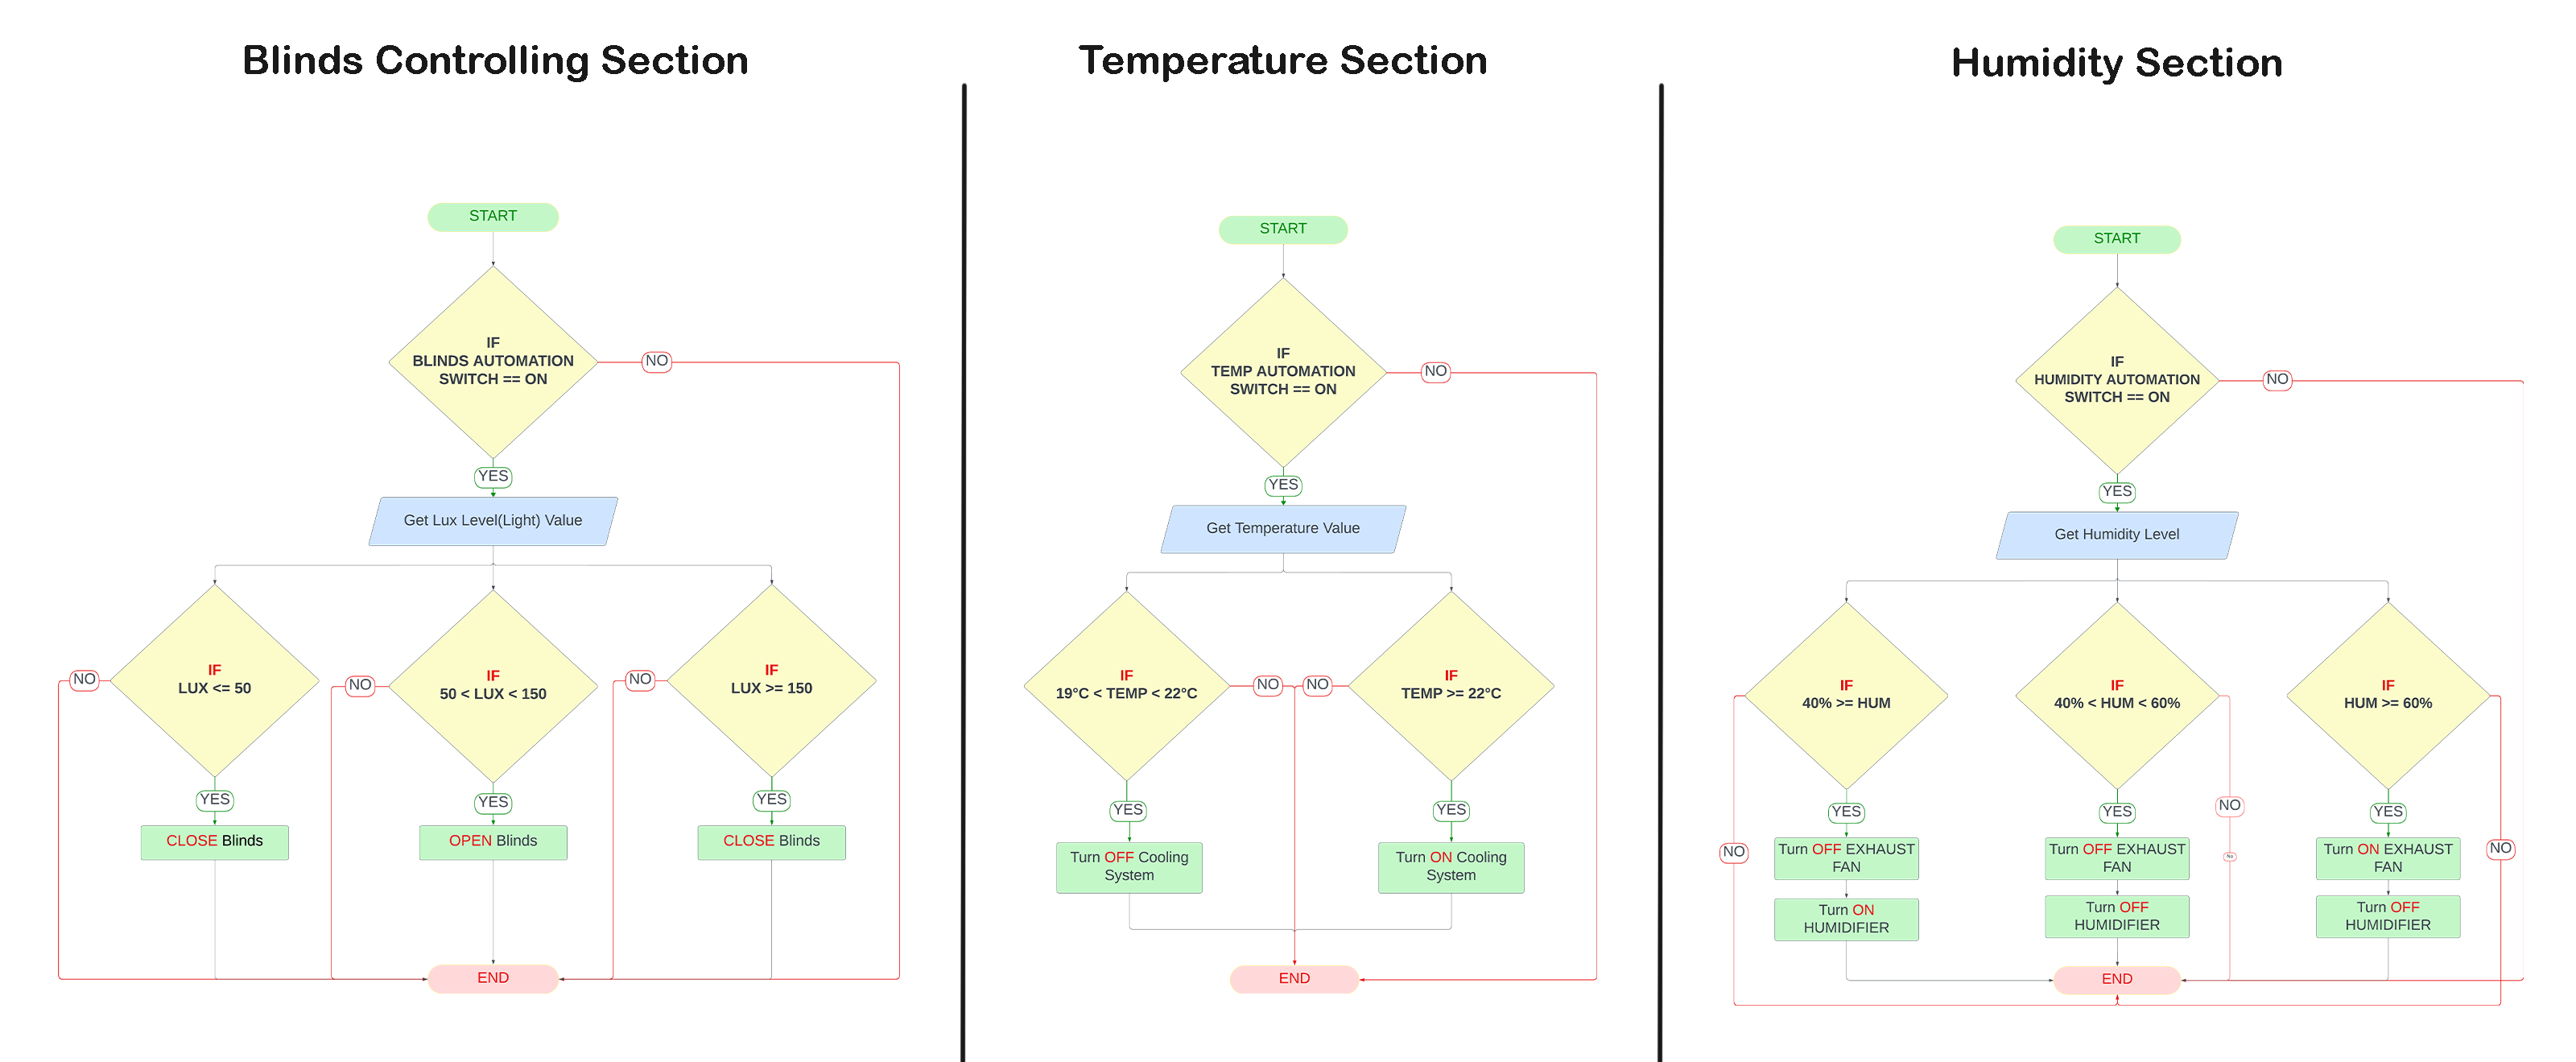 Blinds Controlling Section
START
IF
BLINDS AUTOMATION
SWITCH == ON
NO
YES
Get Lux Level(Light) Value
IF
LUX <= 50
NO
YES
CLOSE Blinds
IF
50 < LUX < 150
NO
YES
OPEN Blinds
IF
LUX >= 150
NO
YES
CLOSE Blinds
END
Temperature Section
START
IF
TEMP AUTOMATION
SWITCH == ON
NO
YES
Get Temperature Value
IF
19°C < TEMP < 22°C
NO
YES
Turn OFF Cooling
System
IF
TEMP >= 22°C
NO
YES
Turn ON Cooling
System
END
Humidity Section
START
IF
HUMIDITY AUTOMATION
SWITCH == ON
NO
YES
Get Humidity Level
IF
40% >= HUM
NO
YES
Turn OFF EXHAUST
FAN
Turn ON
HUMIDIFIER
IF
40% < HUM < 60%
NO
No
YES
Turn OFF EXHAUST
FAN
Turn OFF
HUMIDIFIER
IF
HUM >= 60%
NO
YES
Turn ON EXHAUST
FAN
Turn OFF
HUMIDIFIER
END